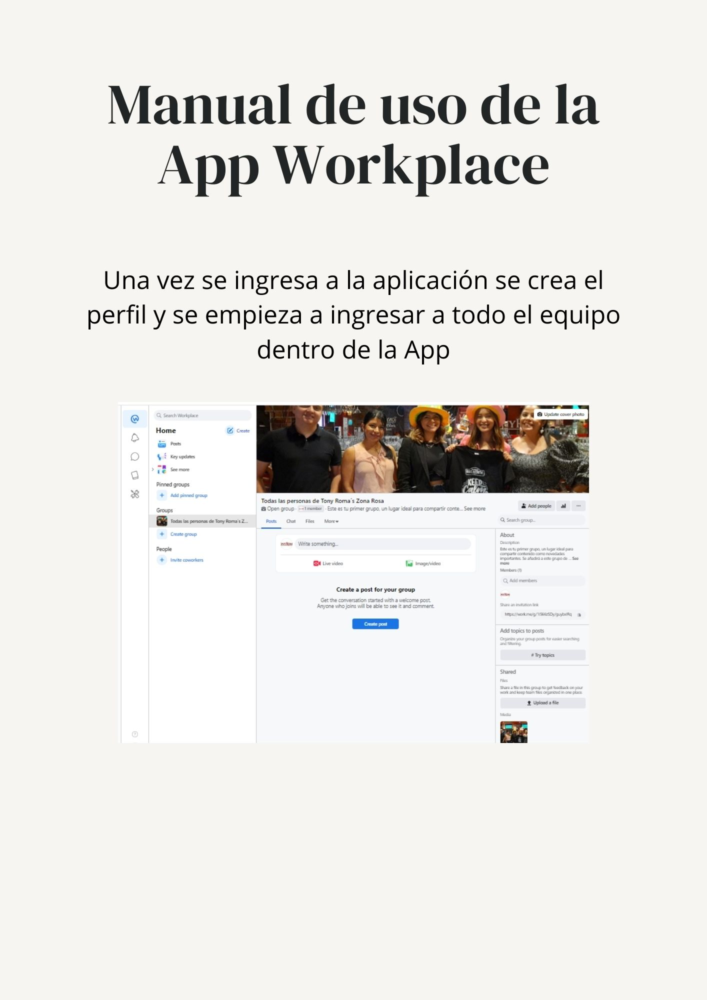 Manual de uso de la
App Workplace
Una vez se ingresa a la aplicación se crea el
perfil y se empieza a ingresar a todo el equipo
dentro de la App
Search Workplace
Home
Create
Posts
Key updates
See more
Pinned groups
Add pinned group
Groups
Todas las personas de Tony Roma´s Z...
Create group
People
Invite coworkers
Update cover photo
KEEP
Calm
Todas las personas de Tony Roma´s Zona Rosa
Open group · 1 member · Este es tu primer grupo, un lugar ideal para compartir conte... See more
Add people
Posts Chat Files More
Search group...
Write something...
Live video
Image/video
Create a post for your group
Get the conversation started with a welcome post.
Anyone who joins will be able to see it and comment.
Create post
About
Description
Este es tu primer grupo, un lugar ideal para
compartir contenido como novedades
importantes. Se añadirá a este grupo de ... See
more
Members (1)
Add members
Share an invitation link
Add topics to posts
Organize your group posts for easier searching
and filtering.
# Try topics
Shared
Files
Share a file in this group to get feedback on your
work and keep team files organized in one place.
Upload a file
Media